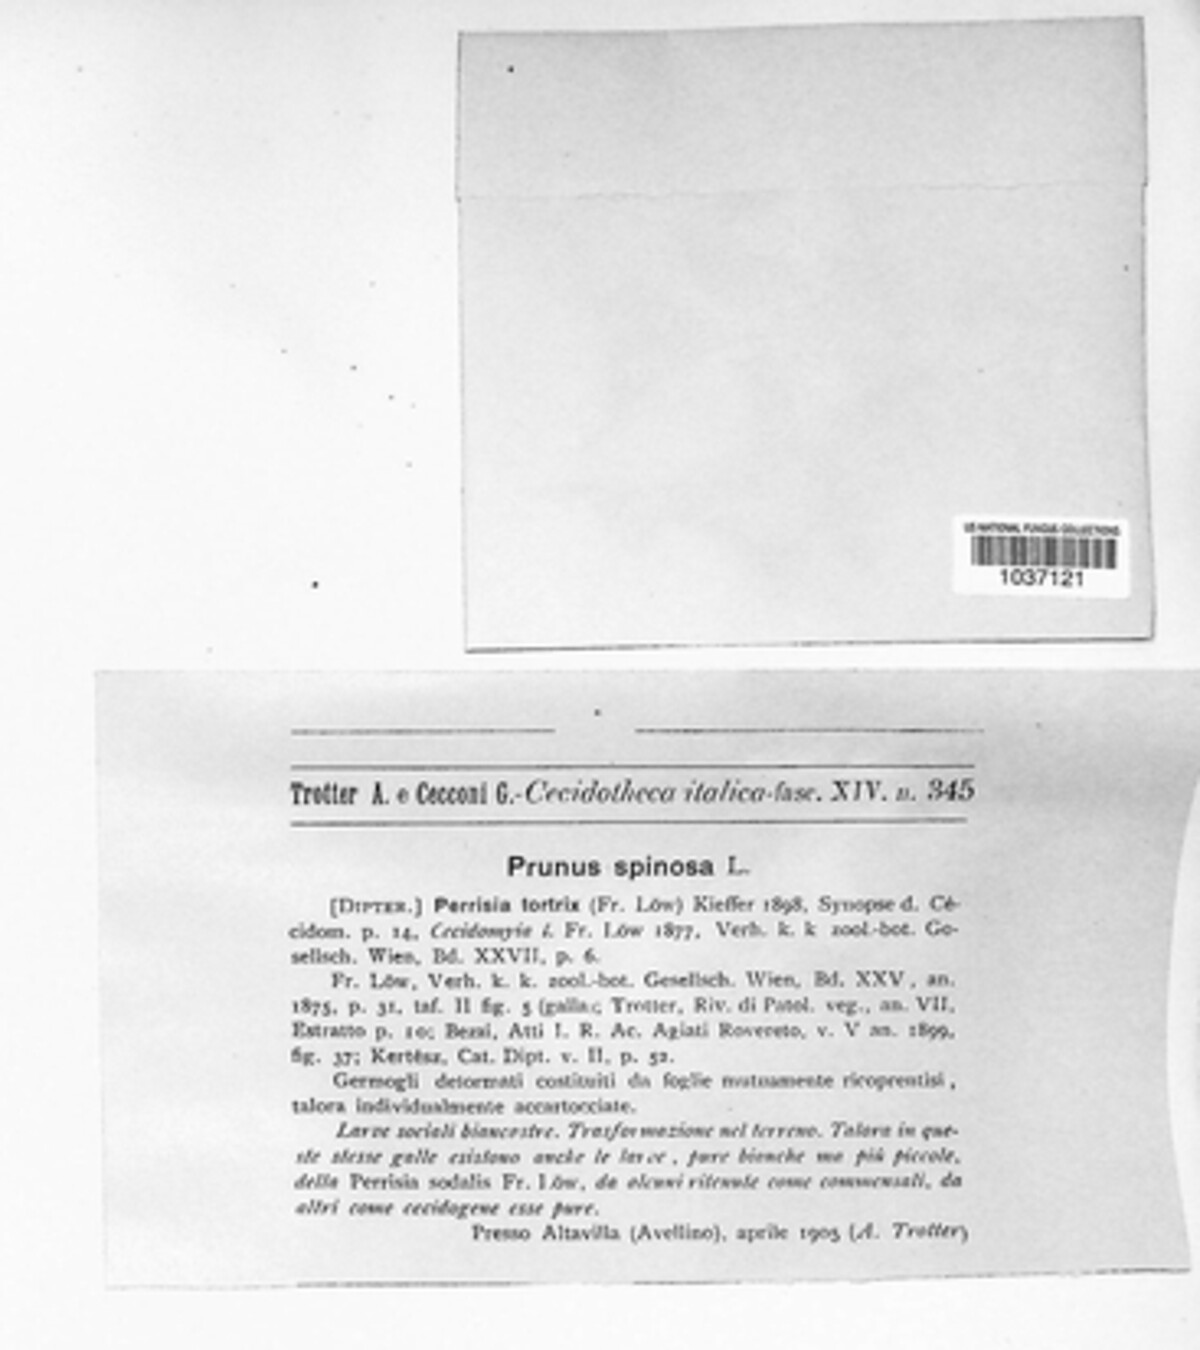 US NATIONAL FUNGUS COLLECTIONS
1037121
Trotter A. e Cecconi G.-Cecidotheca italica-fasc. XIV. n. 345
Prunus spinosa L.
[DIPTER.] Perrisia tortrix (Fr. Löw) Kieffer 1898, Synopse d. Cé-
cidom. p. 14, Cecidomyia t. Fr. Löw 1877, Verh. k. k zool.-bot. Ge-
sellsch. Wien, Bd. XXVII, p. 6.
Fr. Löw, Verh. k. k. zool.-bot. Gesellsch. Wien, Bd. XXV, an.
1875, p. 31, taf. II fig. 5 (galla); Trotter, Riv. di Patol. veg., an. VII,
Estratto p. 10; Bezzi, Atti I. R. Ac. Agiati Rovereto, v. V an. 1899,
fig. 37; Kertész, Cat. Dipt. v. II, p. 52.
Germogli deformati costituiti da foglie mutuamente ricoprentisi,
talora individualmente accartocciate.
Larve sociali biancastre. Trasformazione nel terreno. Talora in que-
ste stesse galle esistono anche le larve, pure bianche ma più piccole,
della Perrisia sodalis Fr. Löw, da alcuni ritenute come commensali, da
altri come cecidogene esse pure.
Presso Altavilla (Avellino), aprile 1905 (A. Trotter)